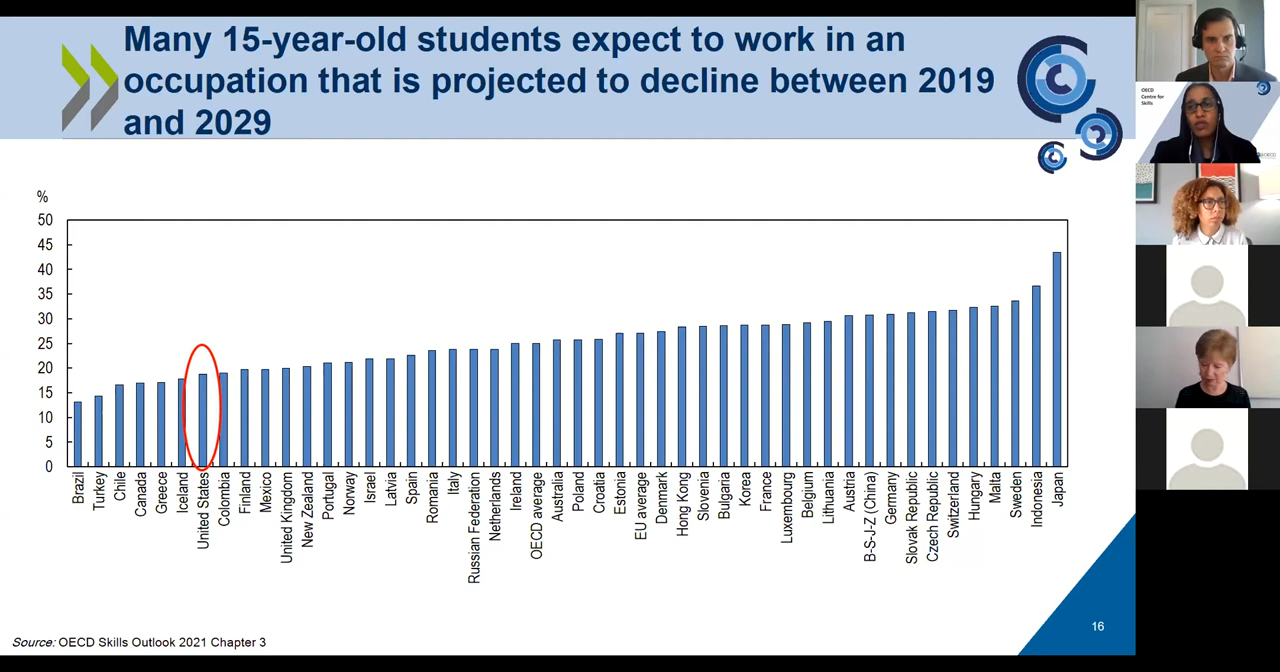 Many 15-year-old students expect to work in an
occupation that is projected to decline between 2019
and 2029
%
50
45
40
35
30
25
20
15
10
5
0
Brazil
Turkey
Chile
Canada
Greece
Iceland
United States
Colombia
Finland
Mexico
United Kingdom
New Zealand
Portugal
Norway
Israel
Latvia
Spain
Romania
Italy
Russian Federation
Netherlands
Ireland
OECD average
Australia
Poland
Croatia
Estonia
EU average
Denmark
Hong Kong
Slovenia
Bulgaria
Korea
France
Luxembourg
Belgium
Lithuania
Austria
B-S-J-Z (China)
Germany
Slovak Republic
Czech Republic
Switzerland
Hungary
Malta
Sweden
Indonesia
Japan
16
Source: OECD Skills Outlook 2021 Chapter 3
OECD
Centre for
Skills